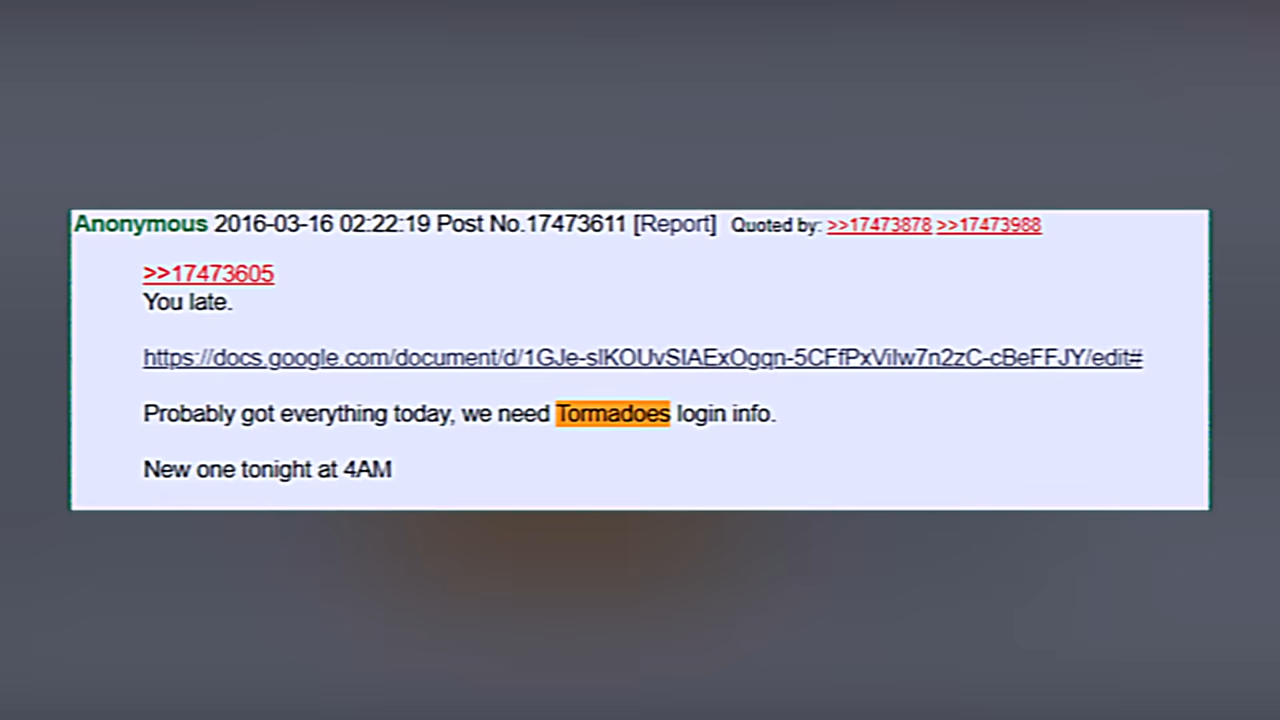 Anonymous 2016-03-16 02:22:19 Post No.17473611 [Report] Quoted by: >>17473878 >>17473988
>>17473605
You late.
https://docs.google.com/document/d/1GJe-slKOUvSlAExOgqn-5CFfPxVilw7n2zC-cBeFFJY/edit#
Probably got everything today, we need Tormadoes login info.
New one tonight at 4AM